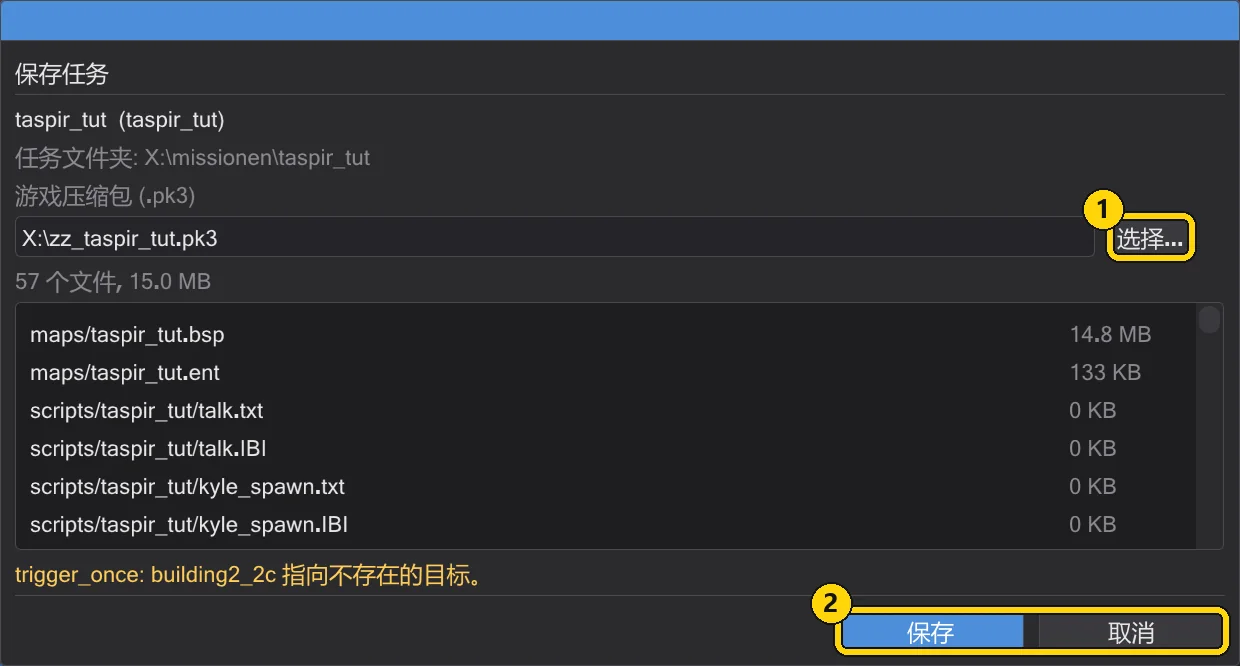 保存任务
taspir_tut (taspir_tut)
任务文件夹: X:\missionen\taspir_tut
游戏压缩包 (.pk3)
1
X:\zz_taspir_tut.pk3 选择...
57 个文件, 15.0 MB
maps/taspir_tut.bsp 14.8 MB
maps/taspir_tut.ent 133 KB
scripts/taspir_tut/talk.txt 0 KB
scripts/taspir_tut/talk.IBI 0 KB
scripts/taspir_tut/kyle_spawn.txt 0 KB
scripts/taspir_tut/kyle_spawn.IBI 0 KB
trigger_once: building2_2c 指向不存在的目标。
2
保存 取消